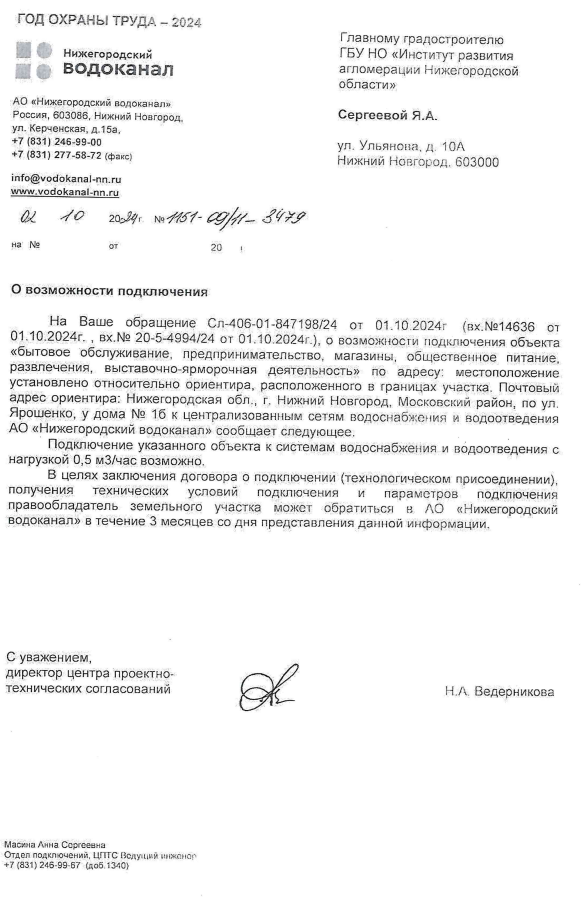 ГОД ОХРАНЫ ТРУДА – 2024
Нижегородский
ВОДОКАНАЛ
АО «Нижегородский водоканал»
Россия, 603086, Нижний Новгород,
ул. Керченская, д.15а,
+7 (831) 246-99-00
+7 (831) 277-58-72 (факс)
info@vodokanal-nn.ru
www.vodokanal-nn.ru
02 10 2024г. № 1151-09/11-3479
на № от 20 г
Главному градостроителю
ГБУ НО «Институт развития
агломерации Нижегородской
области»
Сергеевой Я.А.
ул. Ульянова, д. 10А
Нижний Новгород, 603000
О возможности подключения
На Ваше обращение Сл-406-01-847198/24 от 01.10.2024г (вх.№14636 от
01.10.2024г. , вх.№ 20-5-4994/24 от 01.10.2024г.), о возможности подключения объекта
«бытовое обслуживание, предпринимательство, магазины, общественное питание,
развлечения, выставочно-ярморочная деятельность» по адресу: местоположение
установлено относительно ориентира, расположенного в границах участка. Почтовый
адрес ориентира: Нижегородская обл., г. Нижний Новгород, Московский район, по ул.
Ярошенко, у дома № 1б к централизованным сетям водоснабжения и водоотведения
АО «Нижегородский водоканал» сообщает следующее.
Подключение указанного объекта к системам водоснабжения и водоотведения с
нагрузкой 0,5 м3/час возможно.
В целях заключения договора о подключении (технологическом присоединении),
получения технических условий подключения и параметров подключения
правообладатель земельного участка может обратиться в АО «Нижегородский
водоканал» в течение 3 месяцев со дня представления данной информации.
С уважением,
директор центра проектно-
технических согласований
Н.А. Ведерникова
Масина Анна Сергеевна
Отдел подключений, ЦПТС Ведущий инженер
+7 (831) 246-99-67 (доб.1340)